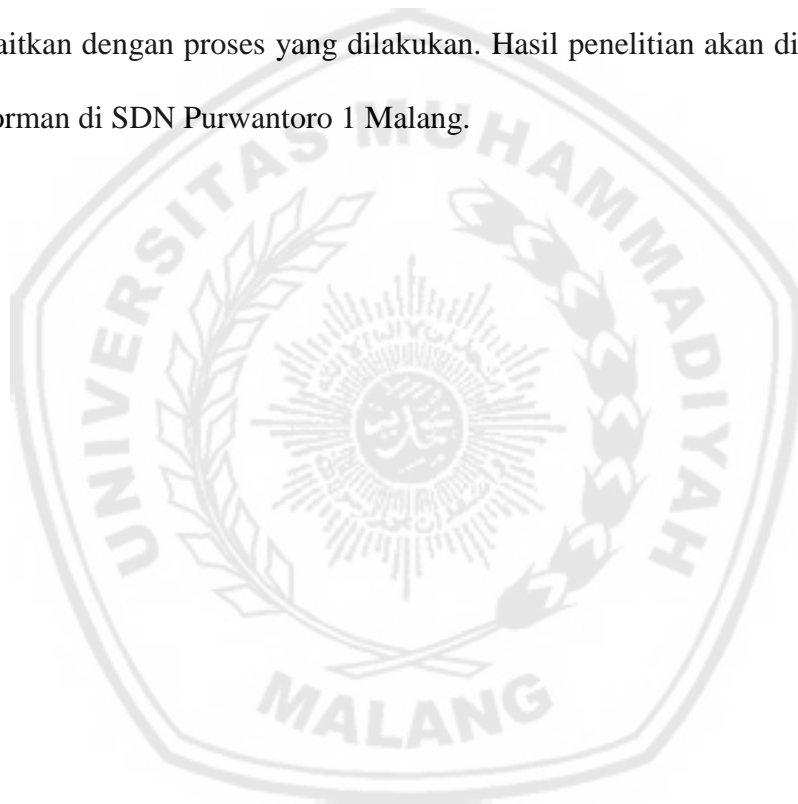 aitkan dengan proses yang dilakukan. Hasil penelitian akan di
orman di SDN Purwantoro 1 Malang.
UNIVERSITAS MUHAMMADIYAH
MALANG